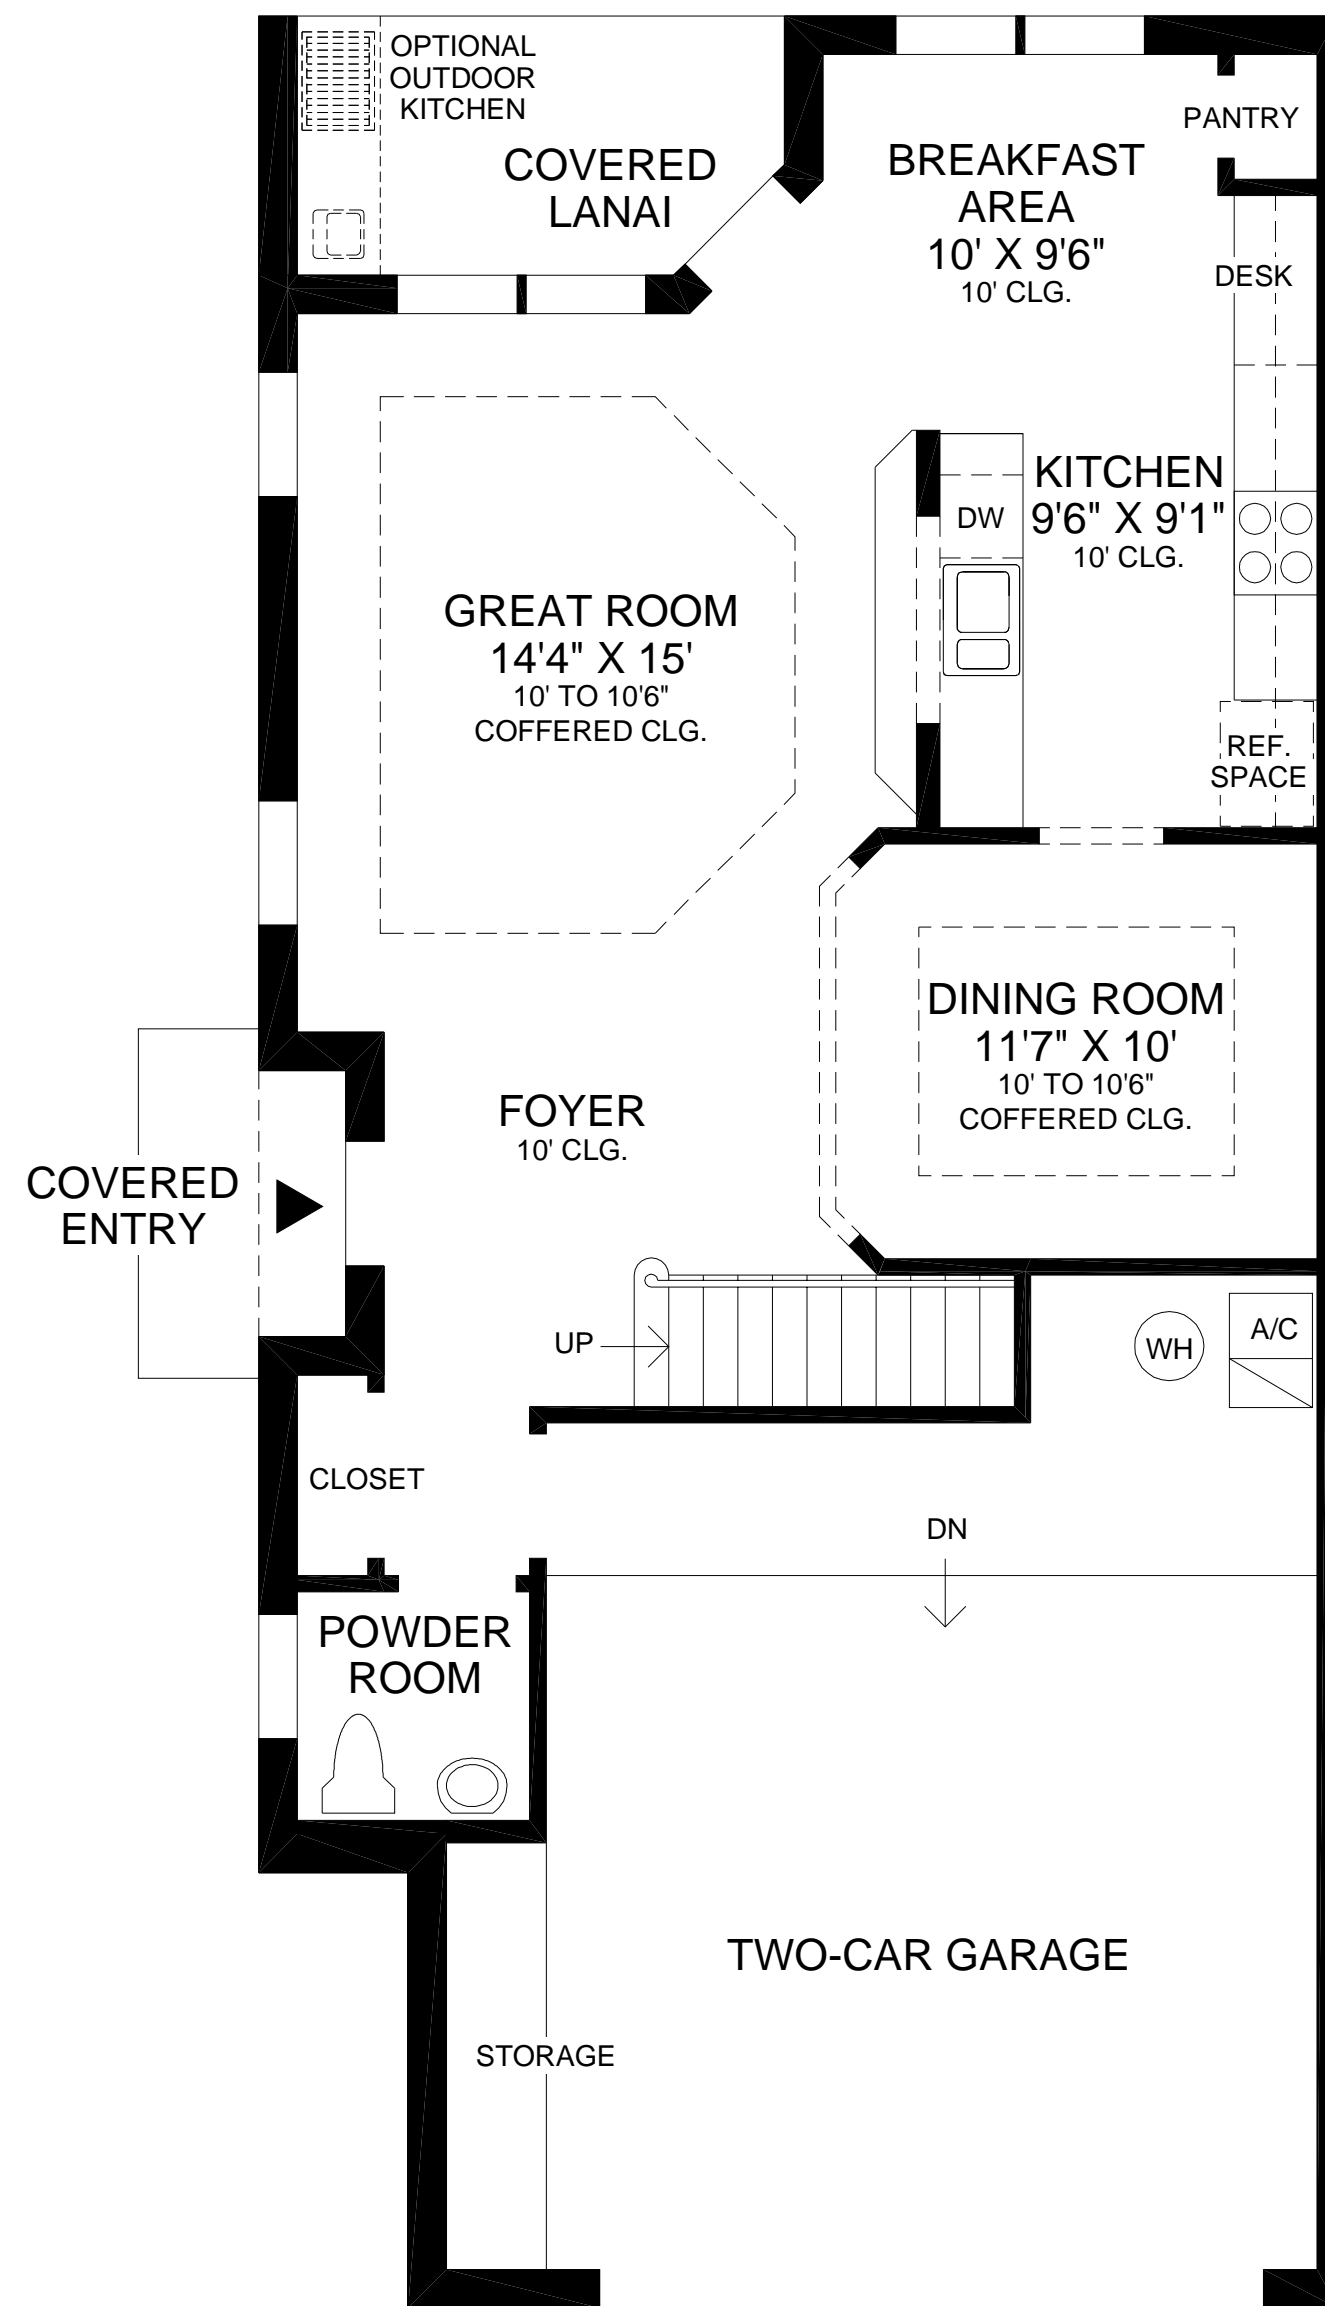 OPTIONAL
OUTDOOR
KITCHEN
COVERED
LANAI
PANTRY
BREAKFAST
AREA
10' X 9'6"
10' CLG.
DESK
KITCHEN
9'6" X 9'1"
10' CLG.
DW
GREAT ROOM
14'4" X 15'
10' TO 10'6"
COFFERED CLG.
REF.
SPACE
DINING ROOM
11'7" X 10'
10' TO 10'6"
COFFERED CLG.
FOYER
10' CLG.
COVERED
ENTRY
UP
WH
A/C
CLOSET
DN
POWDER
ROOM
TWO-CAR GARAGE
STORAGE